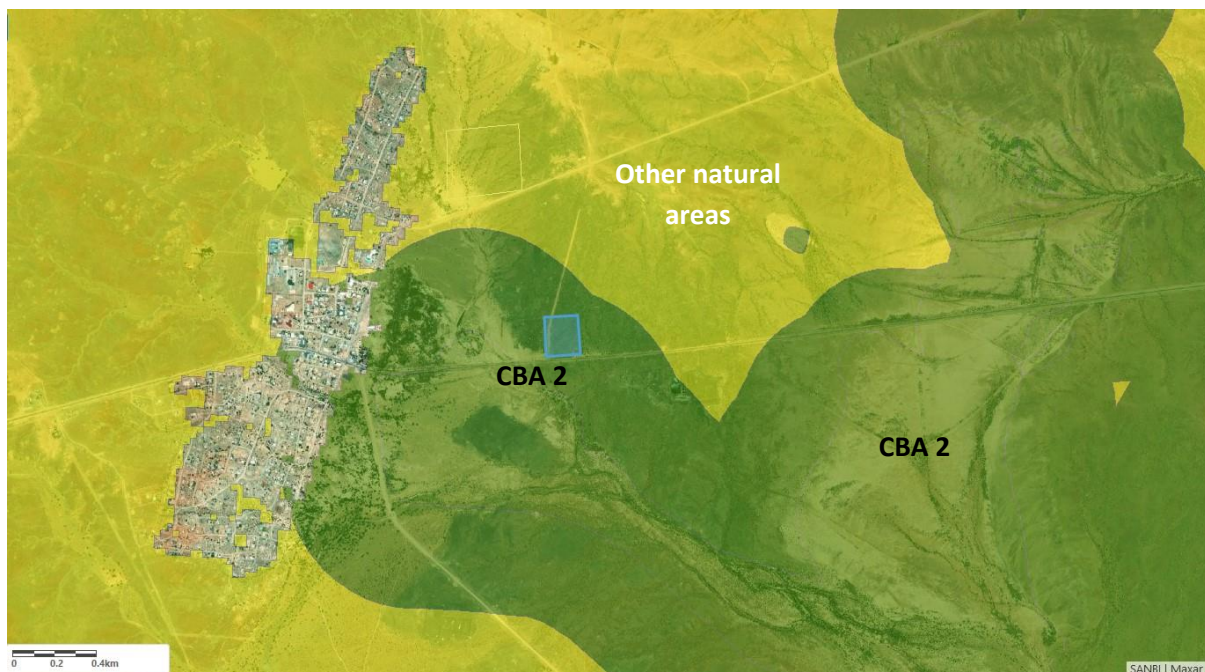 Other natural
areas
CBA 2
CBA 2
0 0.2 0.4km
SANBI | Maxar